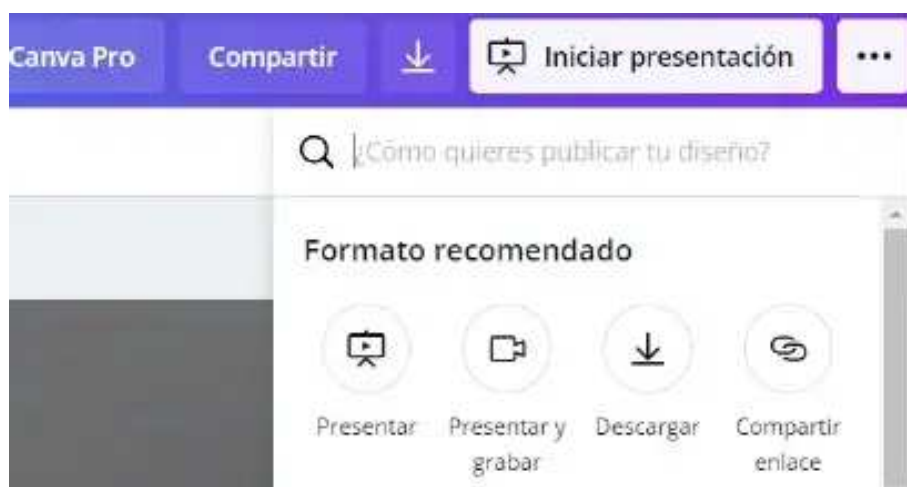 Canva Pro Compartir Iniciar presentación
¿Cómo quieres publicar tu diseño?
Formato recomendado
Presentar Presentar y Descargar Compartir
grabar enlace